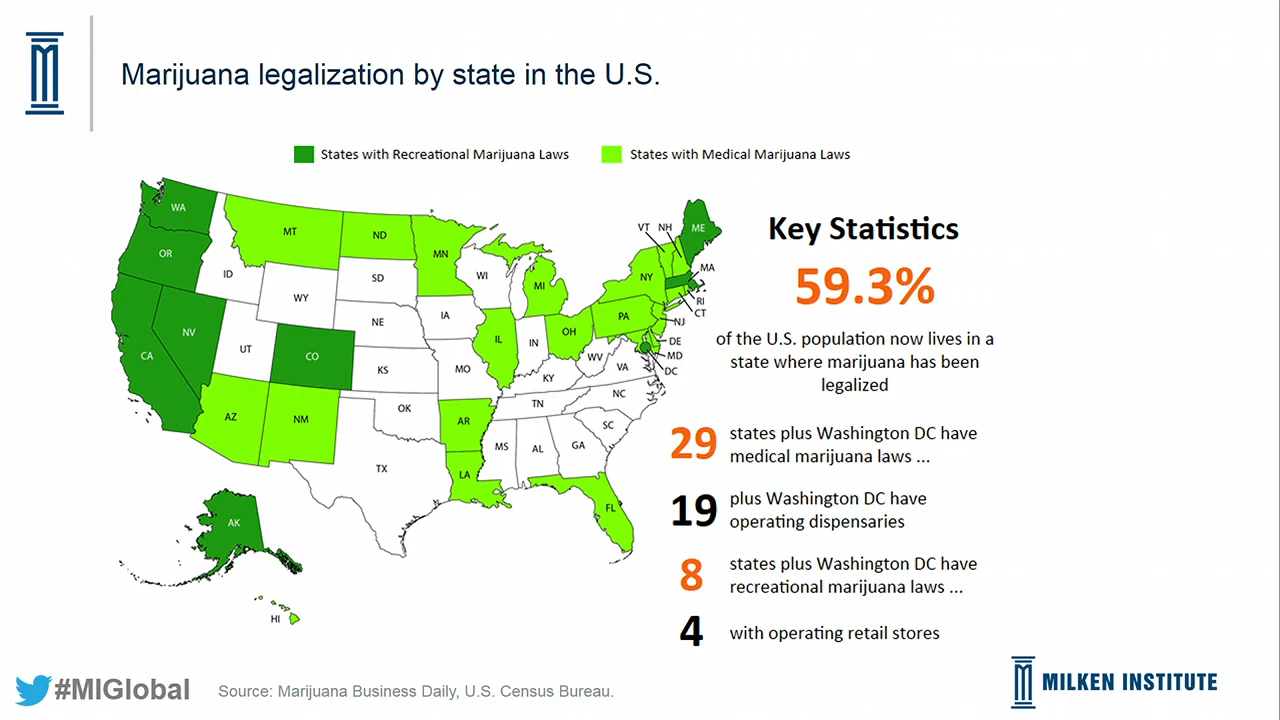 Marijuana legalization by state in the U.S.
States with Recreational Marijuana Laws
States with Medical Marijuana Laws
WA
OR
CA
NV
ID
MT
WY
UT
CO
AZ
NM
ND
SD
NE
KS
OK
TX
MN
IA
MO
AR
LA
WI
IL
MI
IN
OH
KY
TN
MS
AL
GA
FL
SC
NC
VA
WV
PA
NY
VT
NH
ME
MA
RI
CT
NJ
DE
MD
DC
AK
HI
Key Statistics
59.3%
of the U.S. population now lives in a
state where marijuana has been
legalized
29
states plus Washington DC have
medical marijuana laws ...
19
plus Washington DC have
operating dispensaries
8
states plus Washington DC have
recreational marijuana laws ...
4
with operating retail stores
#MIGlobal
Source: Marijuana Business Daily, U.S. Census Bureau.
MILKEN INSTITUTE